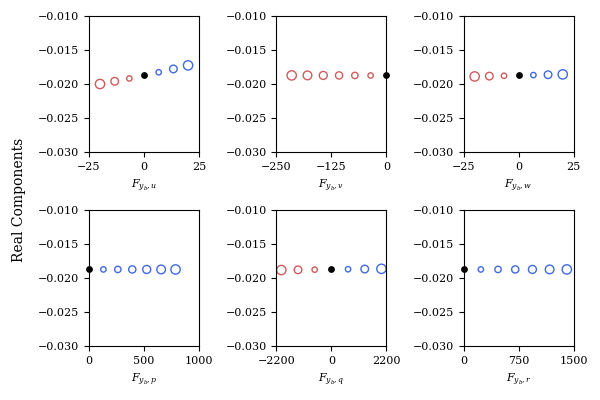 Real Components
−0.010 −0.010 −0.010
−0.015 −0.015 −0.015
−0.020 −0.020 −0.020
−0.025 −0.025 −0.025
−0.030 −0.030 −0.030
−25 0 25 −250 −125 0 −25 0 25
F_{y_b,u} F_{y_b,v} F_{y_b,w}
−0.010 −0.010 −0.010
−0.015 −0.015 −0.015
−0.020 −0.020 −0.020
−0.025 −0.025 −0.025
−0.030 −0.030 −0.030
0 500 1000 −2200 0 2200 0 750 1500
F_{y_b,p} F_{y_b,q} F_{y_b,r}